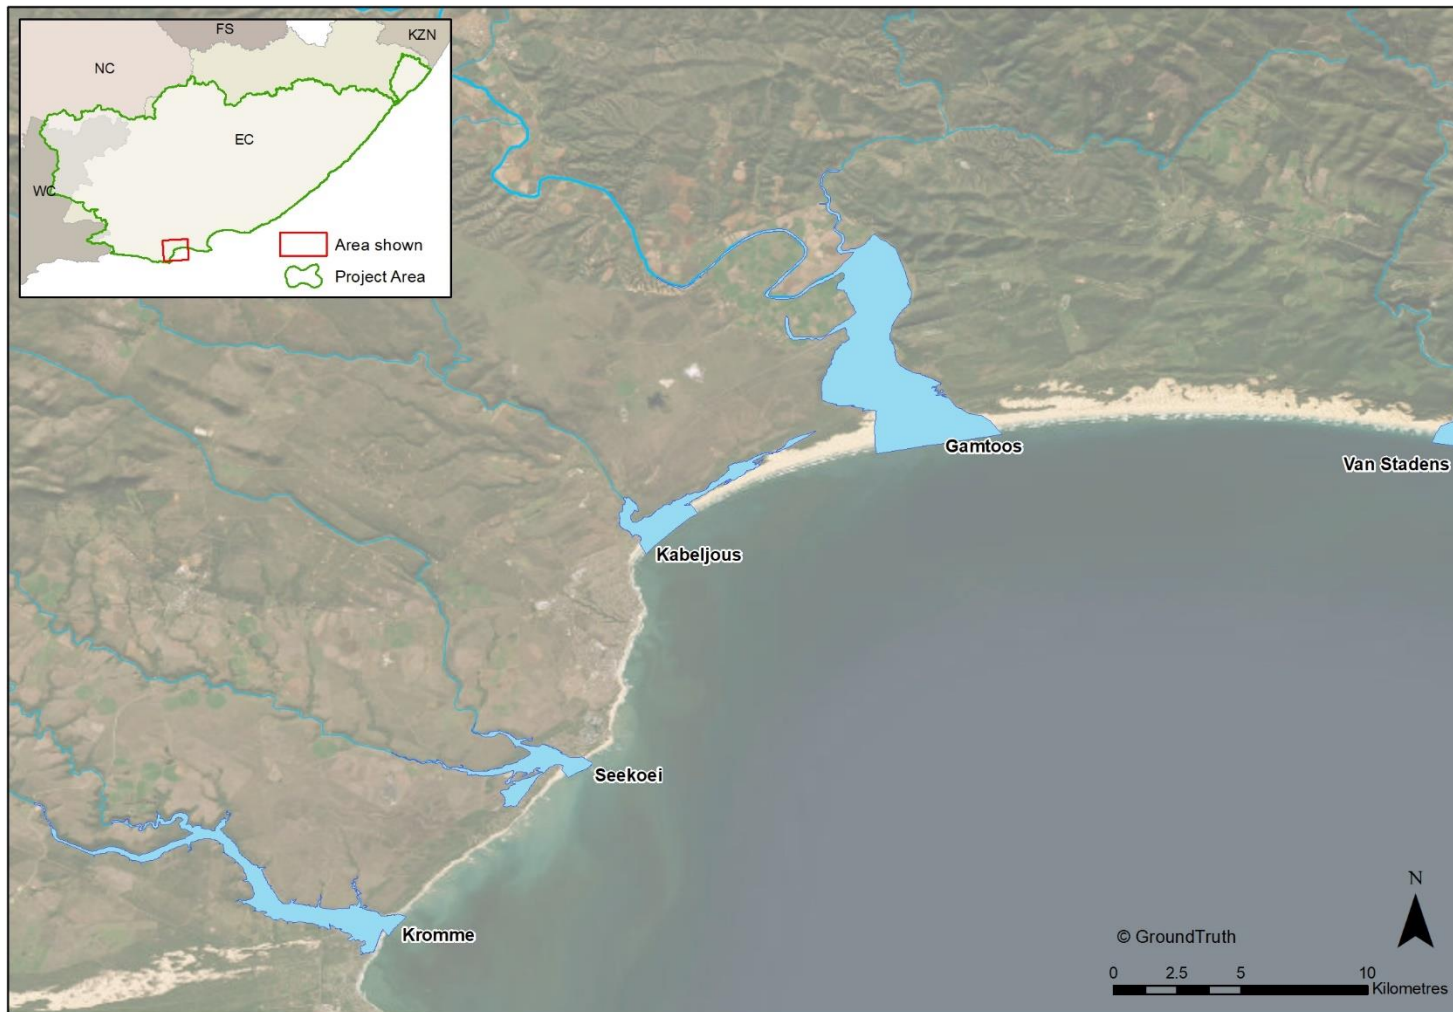 FS
KZN
NC
EC
WC
Area shown
Project Area
Gamtoos
Van Stadens
Kabeljous
Seekoei
Kromme
N
© GroundTruth
0 2.5 5 10
Kilometres